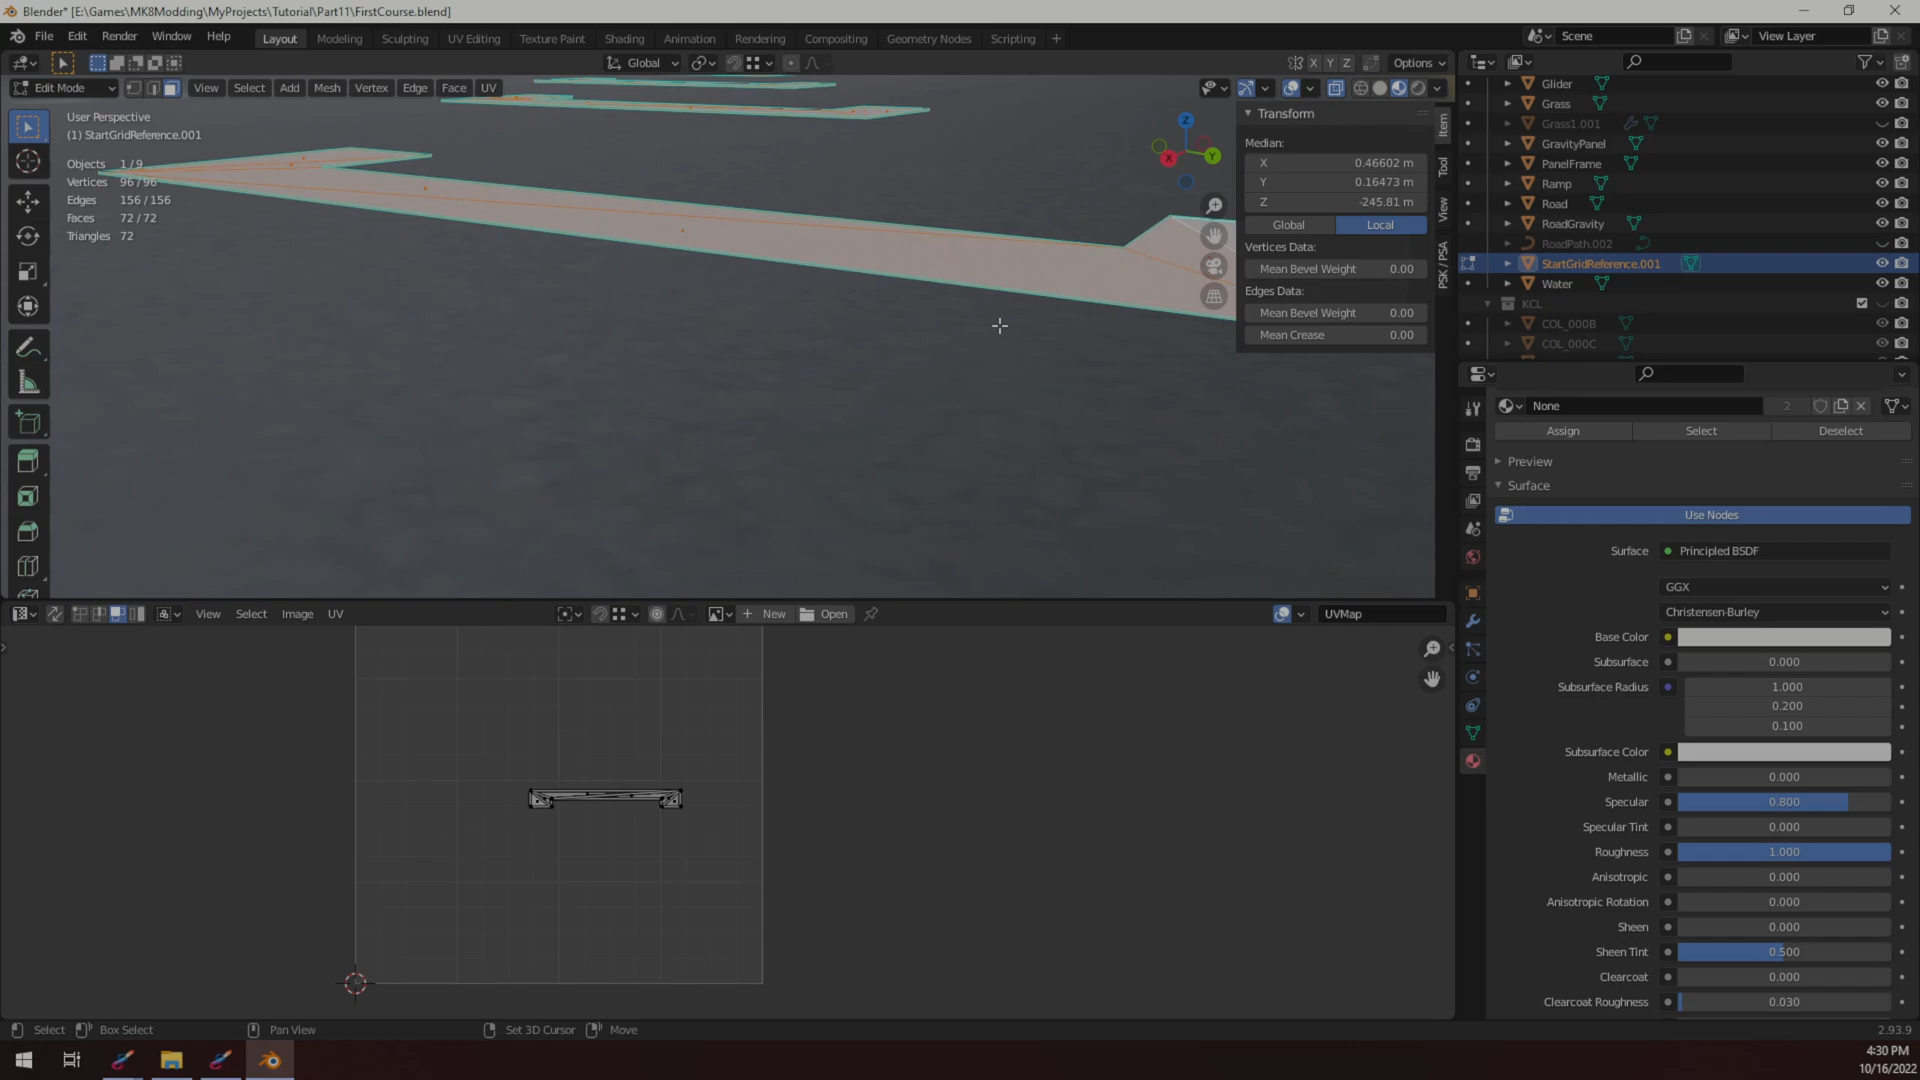 Blender* [E:\Games\MK8Modding\MyProjects\Tutorial\Part11\FirstCourse.blend]
File Edit Render Window Help Layout Modeling Sculpting UV Editing Texture Paint Shading Animation Rendering Compositing Geometry Nodes Scripting + Scene View Layer
Global X Y Z Options
Edit Mode View Select Add Mesh Vertex Edge Face UV
User Perspective
(1) StartGridReference.001
Objects 1/9
Vertices 96/96
Edges 156/156
Faces 72/72
Triangles 72
Z
X
Y
Transform
Median:
X 0.46602 m
Y 0.16473 m
Z -245.81 m
Global Local
Vertices Data:
Mean Bevel Weight 0.00
Edges Data:
Mean Bevel Weight 0.00
Mean Crease 0.00
Item
Tool
View
PSK / PSA
Glider
Grass
Grass1.001
GravityPanel
PanelFrame
Ramp
Road
RoadGravity
RoadPath.002
StartGridReference.001
Water
KCL
COL_000B
COL_000C
None 2
Assign Select Deselect
Preview
Surface
Use Nodes
Surface Principled BSDF
GGX
Christensen-Burley
Base Color
Subsurface 0.000
Subsurface Radius 1.000
0.200
0.100
Subsurface Color
Metallic 0.000
Specular 0.800
Specular Tint 0.000
Roughness 1.000
Anisotropic 0.000
Anisotropic Rotation 0.000
Sheen 0.000
Sheen Tint 0.500
Clearcoat 0.000
Clearcoat Roughness 0.030
View Select Image UV + New Open UVMap
Select Box Select Pan View Set 3D Cursor Move 2.93.9
4:30 PM
10/16/2022